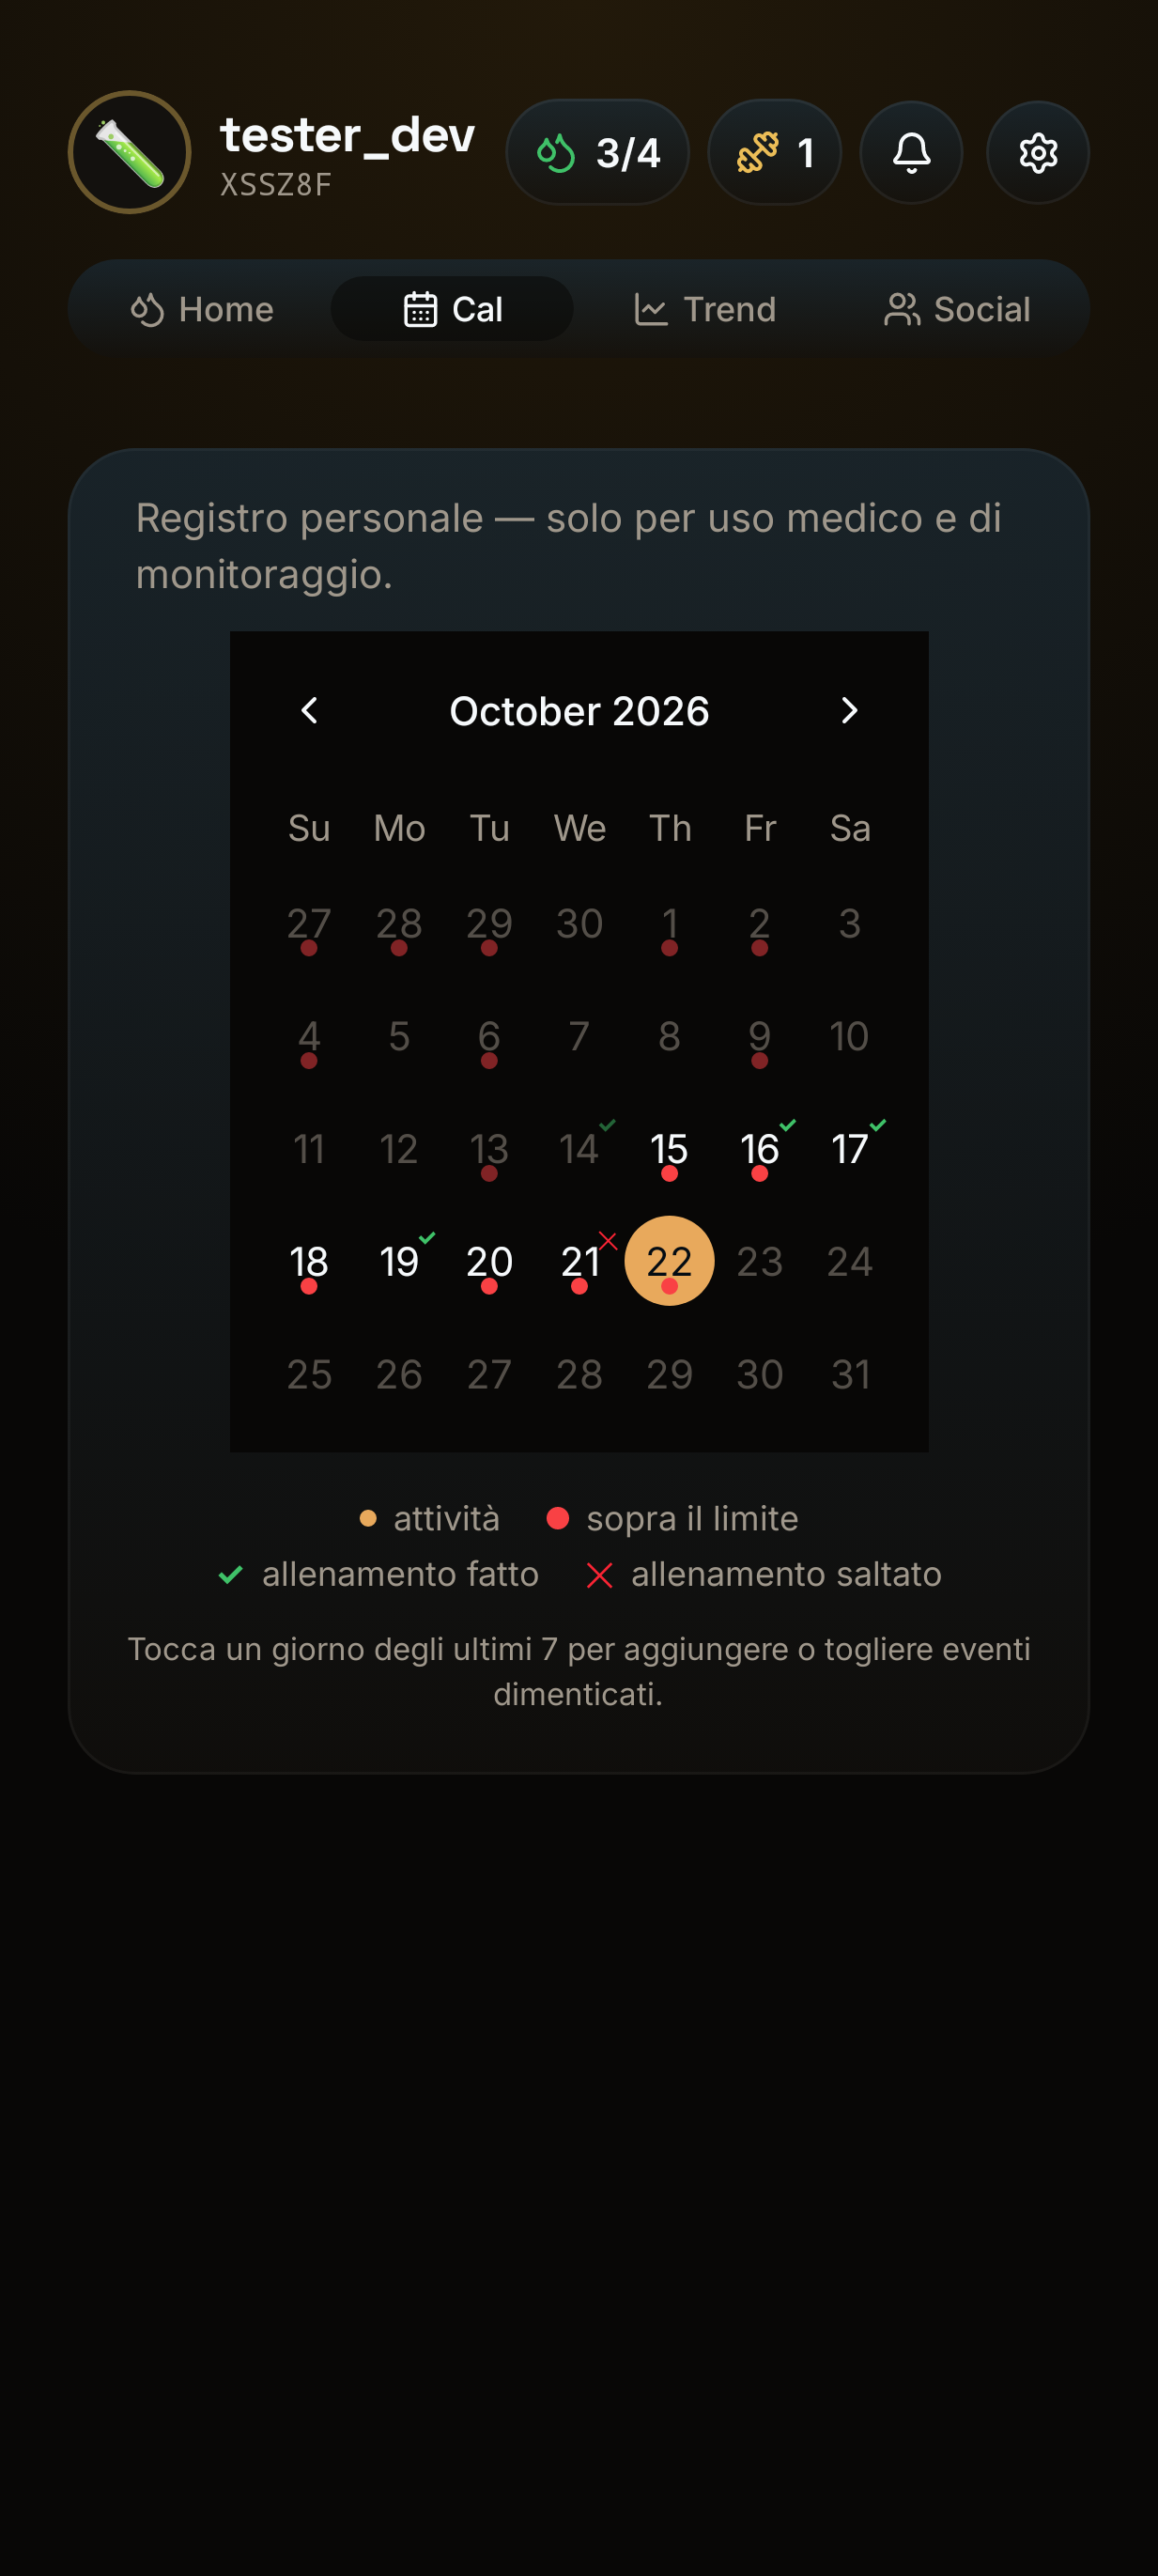 tester_dev
XSSZ8F
3/4
1
Home
Cal
Trend
Social
Registro personale — solo per uso medico e di
monitoraggio.
October 2026
Su Mo Tu We Th Fr Sa
27 28 29 30 1 2 3
4 5 6 7 8 9 10
11 12 13 14 15 16 17
18 19 20 21 22 23 24
25 26 27 28 29 30 31
attività sopra il limite
allenamento fatto allenamento saltato
Tocca un giorno degli ultimi 7 per aggiungere o togliere eventi
dimenticati.